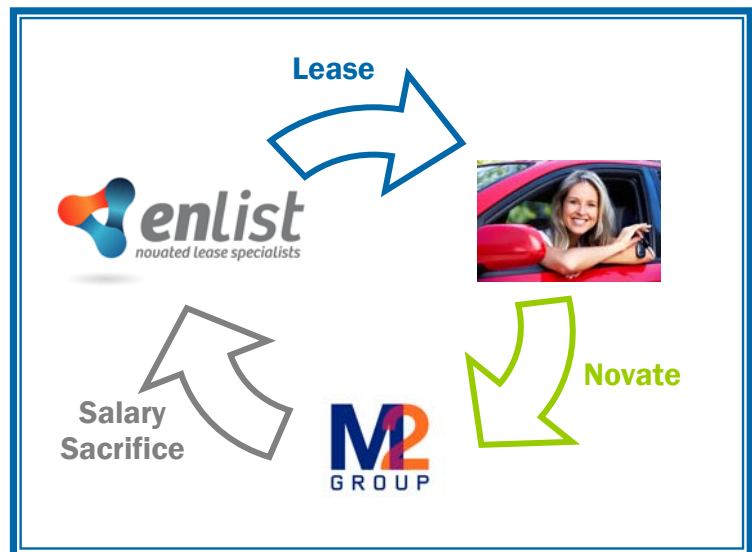 Lease
enlist
novated lease specialists
Novate
Salary
Sacrifice
M2
GROUP